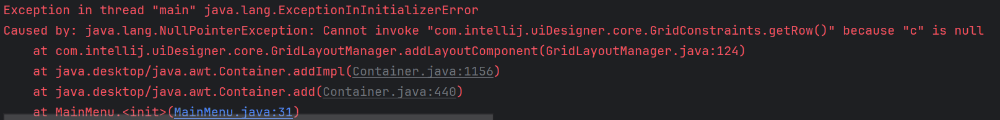 Exception in thread "main" java.lang.ExceptionInInitializerError
Caused by: java.lang.NullPointerException: Cannot invoke "com.intellij.uiDesigner.core.GridConstraints.getRow()" because "c" is null
    at com.intellij.uiDesigner.core.GridLayoutManager.addLayoutComponent(GridLayoutManager.java:124)
    at java.desktop/java.awt.Container.addImpl(Container.java:1156)
    at java.desktop/java.awt.Container.add(Container.java:440)
    at MainMenu.<init>(MainMenu.java:31)